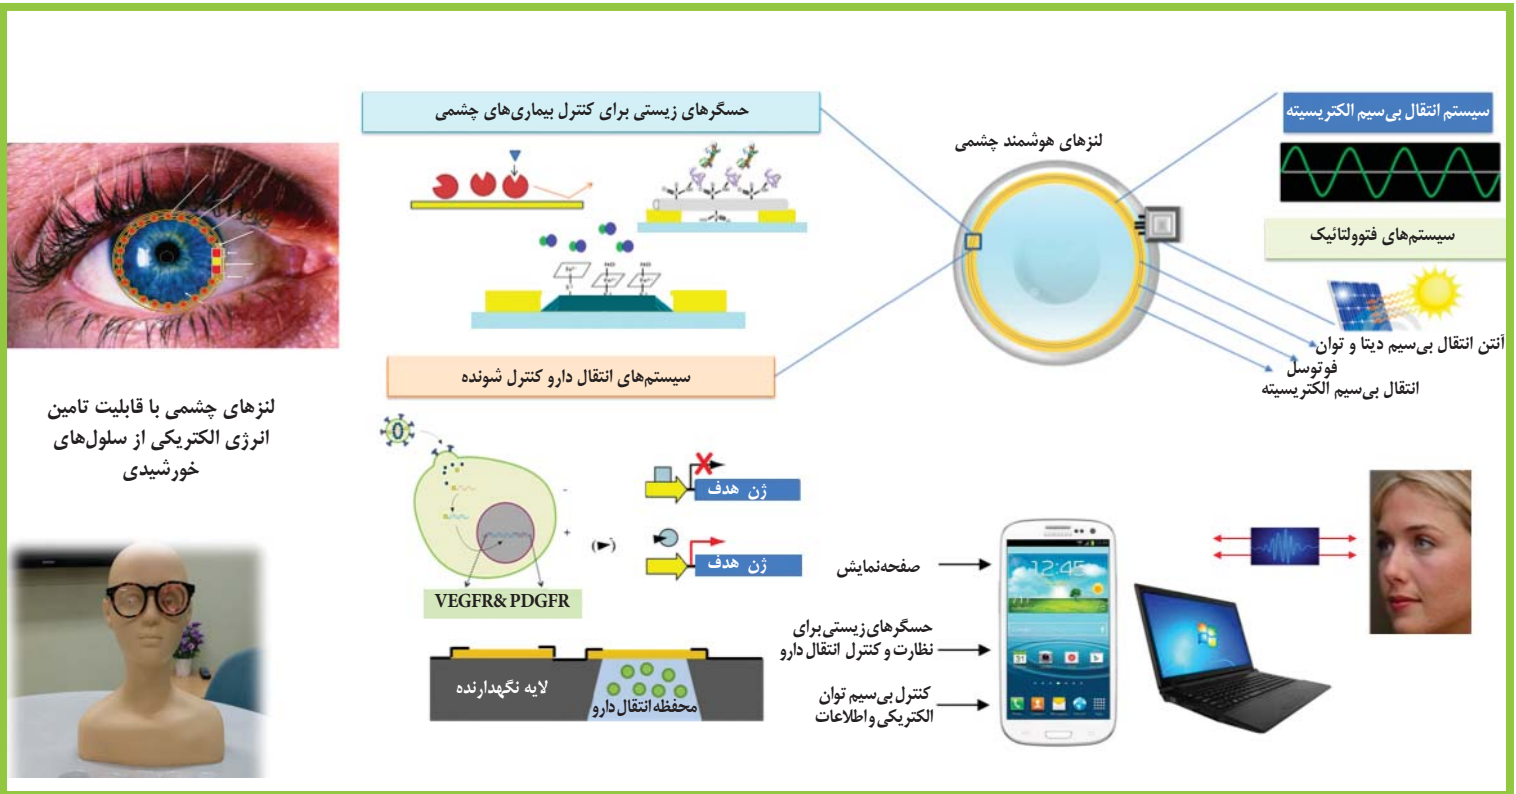 حسگرهای زیستی برای کنترل بیماری‌های چشمی
لنزهای هوشمند چشمی
سیستم انتقال بی‌سیم الکتریسیته
سیستم‌های فتوولتائیک
آنتن انتقال بی‌سیم دیتا و توان
فوتوسل
انتقال بی‌سیم الکتریسیته
سیستم‌های انتقال دارو کنترل شونده
لنزهای چشمی با قابلیت تامین
انرژی الکتریکی از سلول‌های
خورشیدی
ژن هدف
ژن هدف
VEGFR& PDGFR
لایه نگهدارنده
محفظه انتقال دارو
صفحه‌نمایش
حسگرهای زیستی برای
نظارت و کنترل انتقال دارو
کنترل بی‌سیم توان
الکتریکی و اطلاعات
12:45